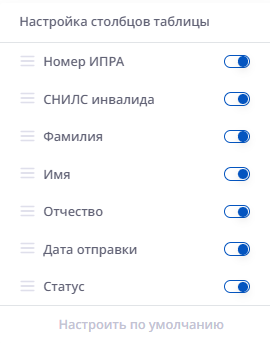 Настройка столбцов таблицы
Номер ИПРА
СНИЛС инвалида
Фамилия
Имя
Отчество
Дата отправки
Статус
Настроить по умолчанию